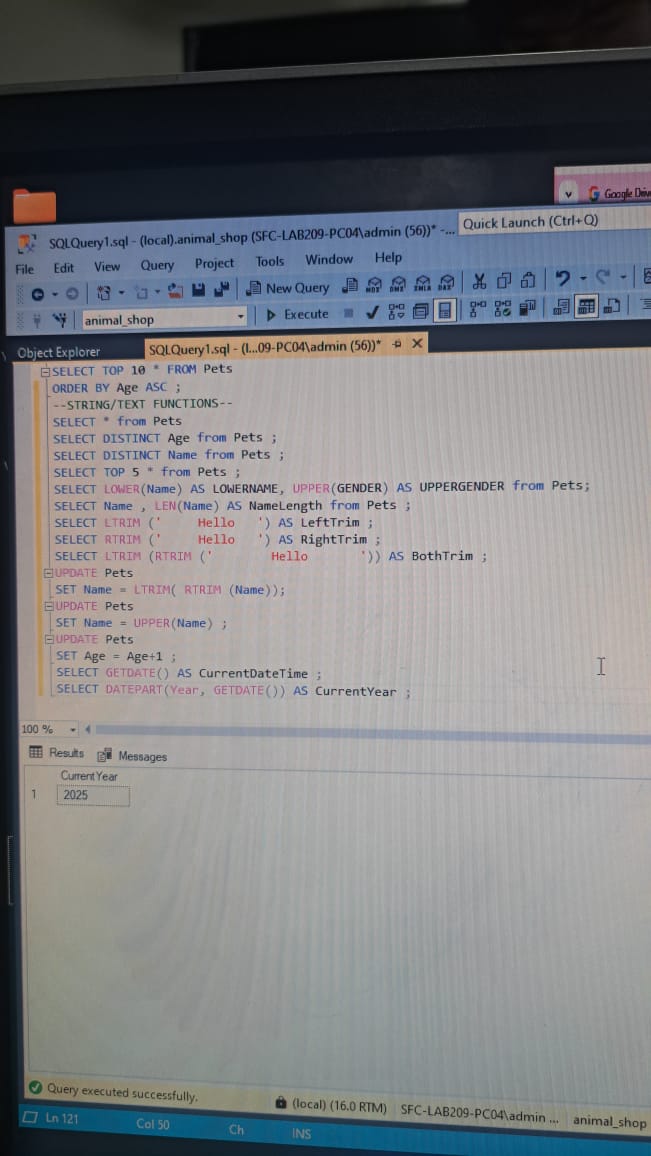 Google Driv
SQLQuery1.sql - (local).animal_shop (SFC-LAB209-PC04\admin (56))* -...
Quick Launch (Ctrl+Q)
File Edit View Query Project Tools Window Help
New Query
MDX DMX XMLA DAX
animal_shop
Execute
Object Explorer
SQLQuery1.sql - (l...09-PC04\admin (56))*
SELECT TOP 10 * FROM Pets
ORDER BY Age ASC ;
--STRING/TEXT FUNCTIONS--
SELECT * from Pets
SELECT DISTINCT Age from Pets ;
SELECT DISTINCT Name from Pets ;
SELECT TOP 5 * from Pets ;
SELECT LOWER(Name) AS LOWERNAME, UPPER(GENDER) AS UPPERGENDER from Pets;
SELECT Name , LEN(Name) AS NameLength from Pets ;
SELECT LTRIM ('     Hello   ') AS LeftTrim ;
SELECT RTRIM ('     Hello   ') AS RightTrim ;
SELECT LTRIM (RTRIM ('        Hello       ')) AS BothTrim ;
UPDATE Pets
SET Name = LTRIM( RTRIM (Name));
UPDATE Pets
SET Name = UPPER(Name) ;
UPDATE Pets
SET Age = Age+1 ;
SELECT GETDATE() AS CurrentDateTime ;
SELECT DATEPART(Year, GETDATE()) AS CurrentYear ;
100 %
Results Messages
CurrentYear
1 2025
Query executed successfully.
(local) (16.0 RTM) SFC-LAB209-PC04\admin ... animal_shop
Ln 121 Col 50 Ch INS